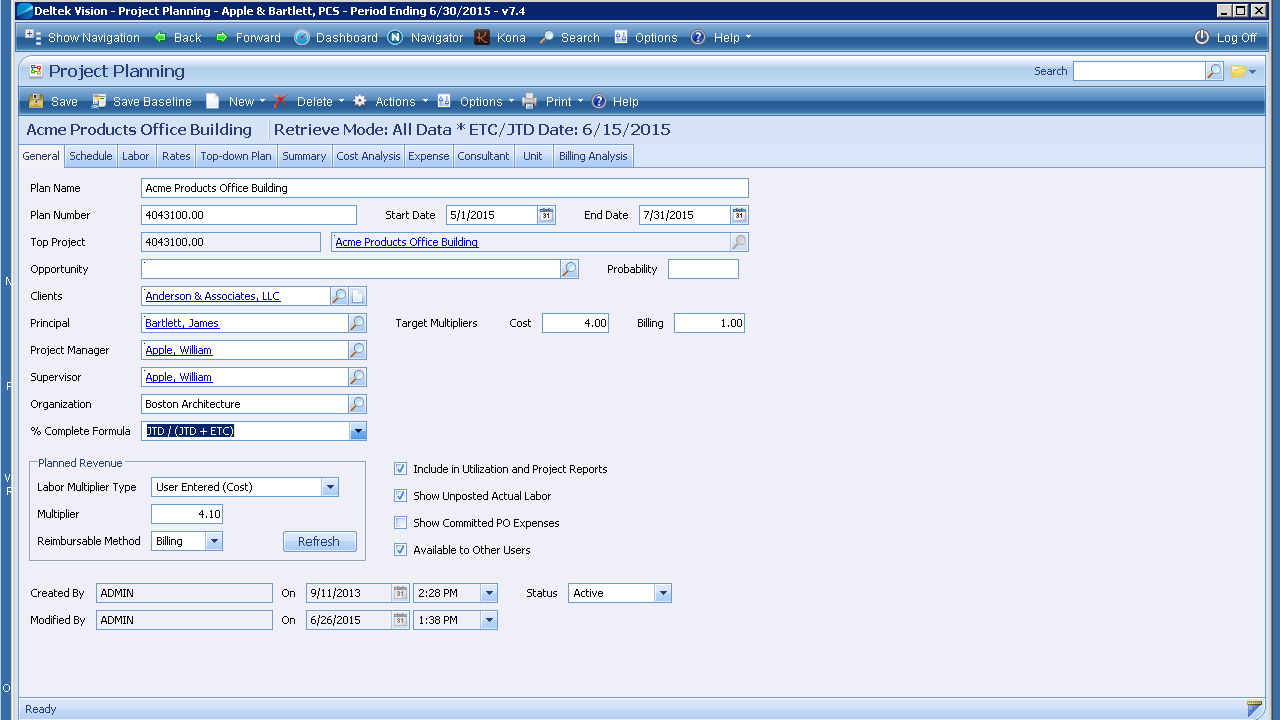 Deltek Vision - Project Planning - Apple & Bartlett, PCS - Period Ending 6/30/2015 - v7.4
Show Navigation Back Forward Dashboard Navigator Kona Search Options Help Log Off
Project Planning Search
Save Save Baseline New Delete Actions Options Print Help
Acme Products Office Building Retrieve Mode: All Data * ETC/JTD Date: 6/15/2015
General Schedule Labor Rates Top-down Plan Summary Cost Analysis Expense Consultant Unit Billing Analysis
Plan Name Acme Products Office Building
Plan Number 4043100.00 Start Date 5/1/2015 31 End Date 7/31/2015 31
Top Project 4043100.00 Acme Products Office Building
Opportunity Probability
Clients Anderson & Associates, LLC
Principal Bartlett, James Target Multipliers Cost 4.00 Billing 1.00
Project Manager Apple, William
Supervisor Apple, William
Organization Boston Architecture
% Complete Formula JTD / (JTD + ETC)
Planned Revenue
Include in Utilization and Project Reports
Labor Multiplier Type User Entered (Cost)
Show Unposted Actual Labor
Multiplier 4.10
Show Committed PO Expenses
Reimbursable Method Billing Refresh
Available to Other Users
Created By ADMIN On 9/11/2013 31 2:28 PM Status Active
Modified By ADMIN On 6/26/2015 31 1:38 PM
Ready